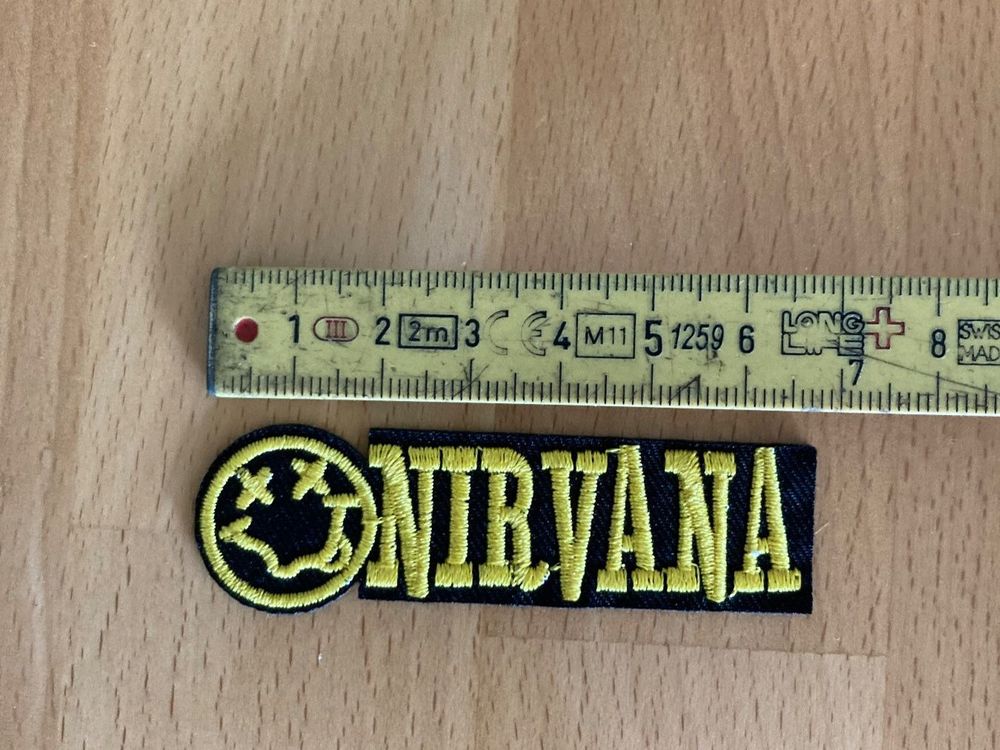 1 III 2 2m 3 CE 4 M11 5 1259 6 LONG LIFE 7 8 SWISS MADE
NIRVANA